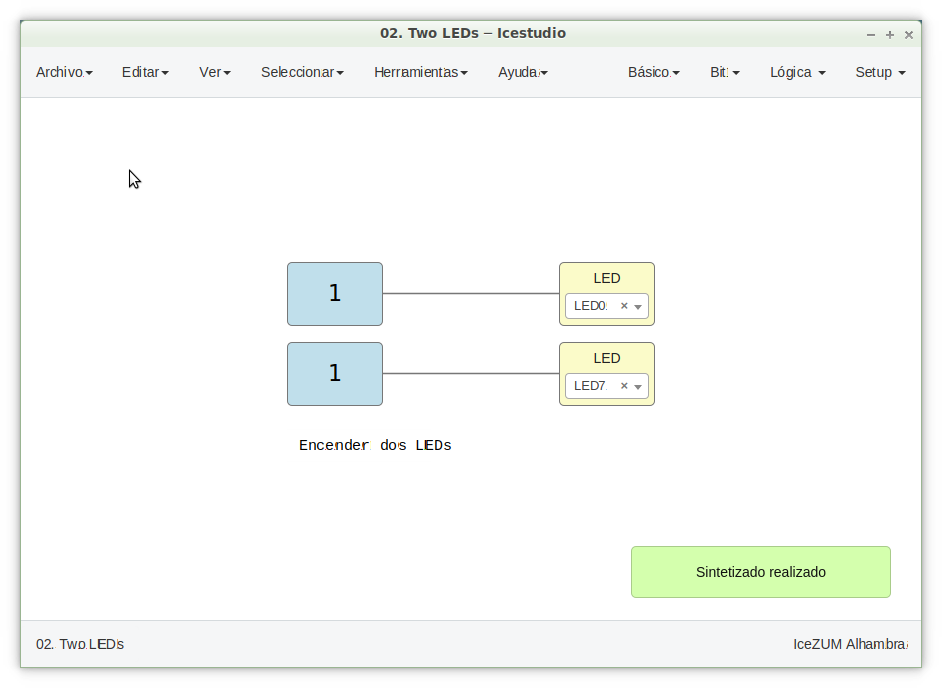 02. Two LEDs – Icestudio
Archivo Editar Ver Seleccionar Herramientas Ayuda Básico Bit Lógica Setup
1 LED
LED0 ×
1 LED
LED7 ×
Encender dos LEDs
Sintetizado realizado
02. Two LEDs IceZUM Alhambra